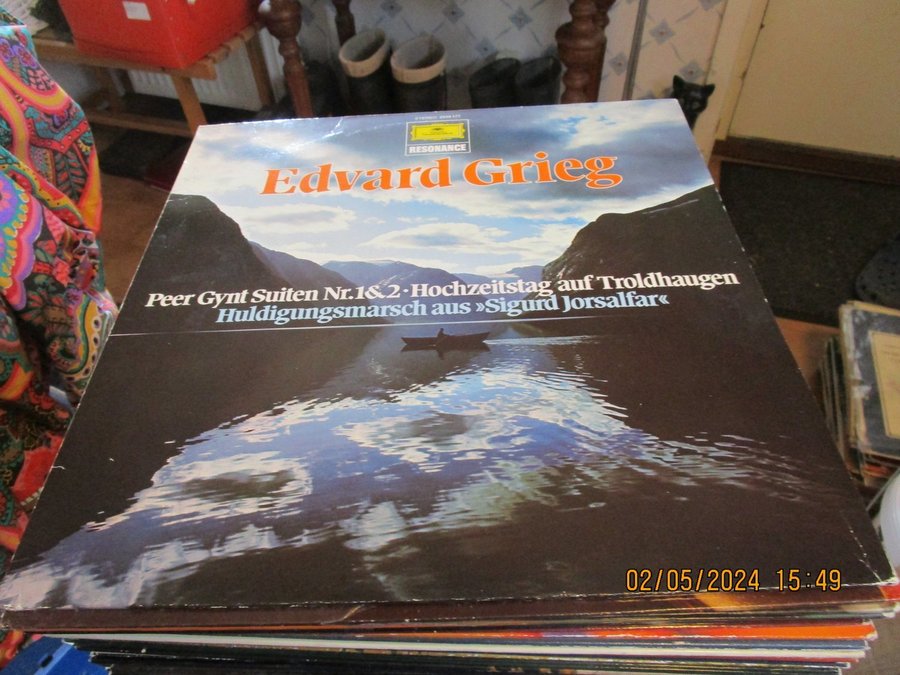 RESONANCE
Edvard Grieg
Peer Gynt Suiten Nr.1&2·Hochzeitstag auf Troldhaugen
Huldigungsmarsch aus »Sigurd Jorsalfar«
02/05/2024 15:49